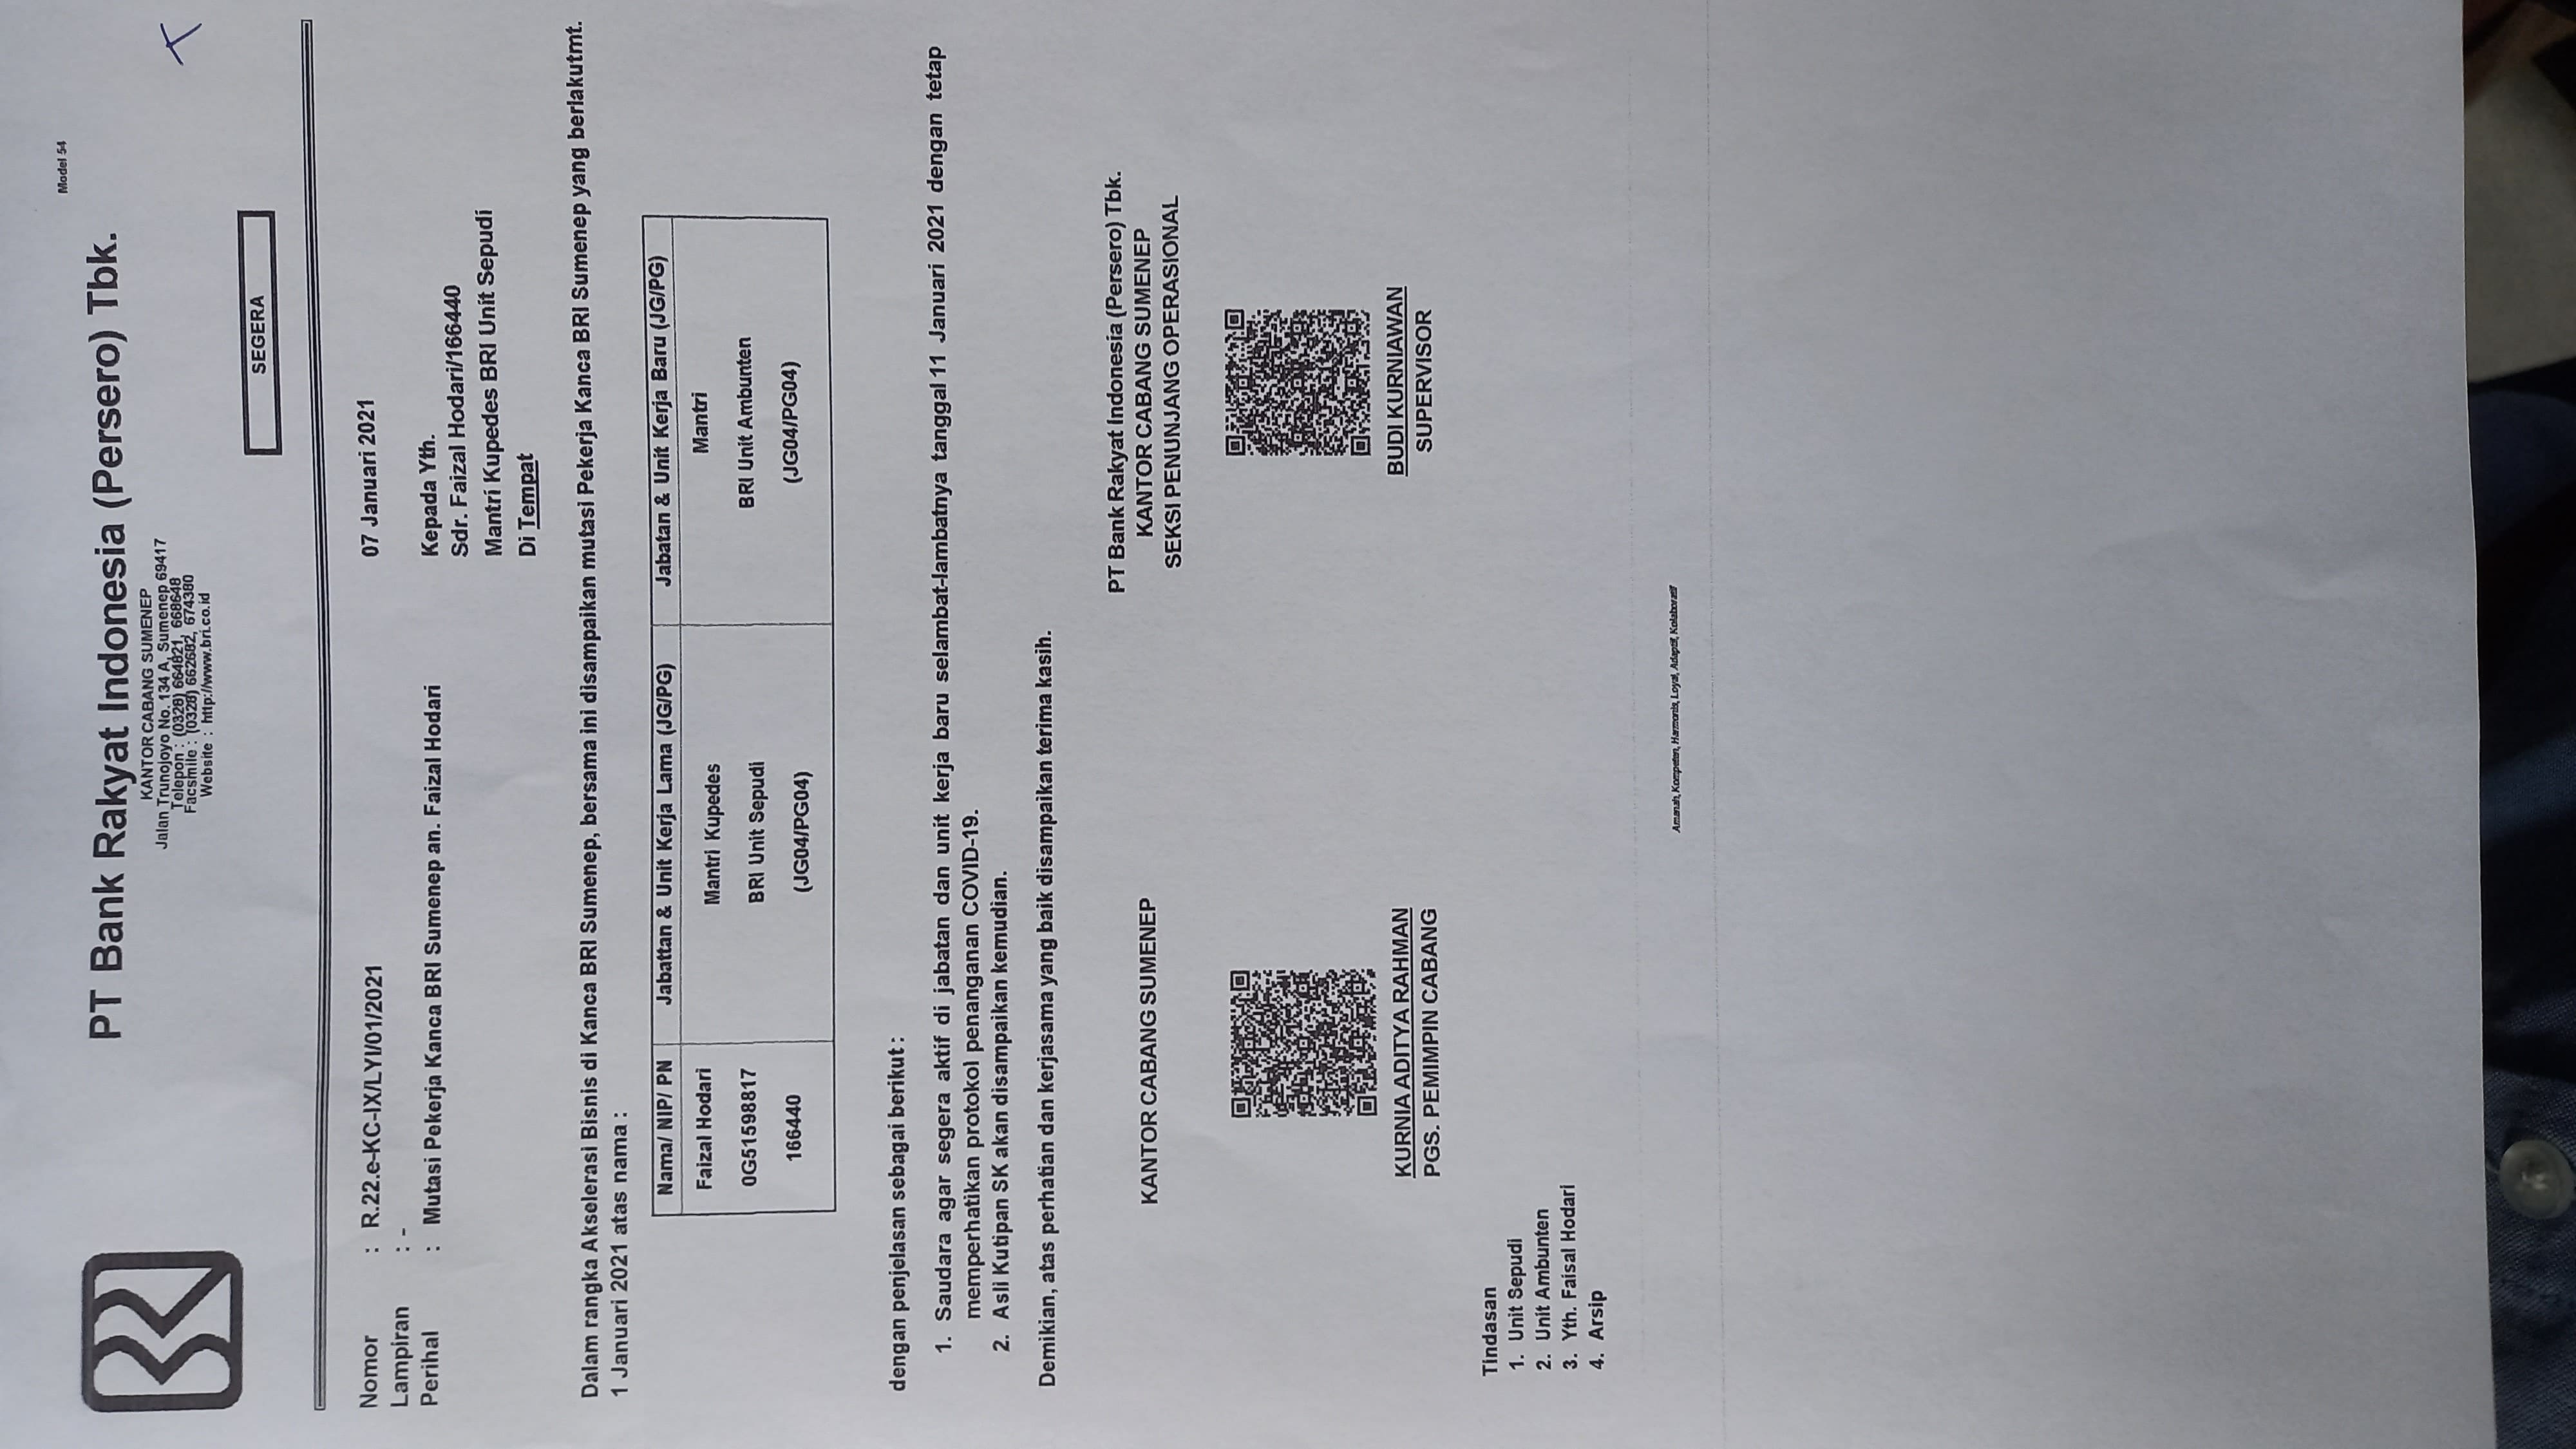 Model 54
BRI
PT Bank Rakyat Indonesia (Persero) Tbk.
KANTOR CABANG SUMENEP
Jalan Trunojoyo No. 134 A, Sumenep 69417
Telepon : (0328) 664821, 668648
Facsmile : (0328) 662682, 674380
Website : http://www.bri.co.id
SEGERA
Nomor : R.22.e-KC-IX/LYI/01/2021 07 Januari 2021
Lampiran : -
Perihal : Mutasi Pekerja Kanca BRI Sumenep an. Faizal Hodari
Kepada Yth.
Sdr. Faizal Hodari/166440
Mantri Kupedes BRI Unit Sepudi
Di Tempat
Dalam rangka Akselerasi Bisnis di Kanca BRI Sumenep, bersama ini disampaikan mutasi Pekerja Kanca BRI Sumenep yang berlakutmt.
1 Januari 2021 atas nama :
Nama/ NIP/ PN Jabattan & Unit Kerja Lama (JG/PG) Jabatan & Unit Kerja Baru (JG/PG)
Faizal Hodari Mantri Kupedes Mantri
0G51598817 BRI Unit Sepudi BRI Unit Ambunten
166440 (JG04/PG04) (JG04/PG04)
dengan penjelasan sebagai berikut :
1. Saudara agar segera aktif di jabatan dan unit kerja baru selambat-lambatnya tanggal 11 Januari 2021 dengan tetap
memperhatikan protokol penanganan COVID-19.
2. Asli Kutipan SK akan disampaikan kemudian.
Demikian, atas perhatian dan kerjasama yang baik disampaikan terima kasih.
PT Bank Rakyat Indonesia (Persero) Tbk.
KANTOR CABANG SUMENEP KANTOR CABANG SUMENEP
SEKSI PENUNJANG OPERASIONAL
KURNIA ADITYA RAHMAN BUDI KURNIAWAN
PGS. PEMIMPIN CABANG SUPERVISOR
Tindasan
1. Unit Sepudi
2. Unit Ambunten
3. Yth. Faisal Hodari
4. Arsip
Amanah, Kompeten, Harmonis, Loyal, Adaptif, Kolaboratif